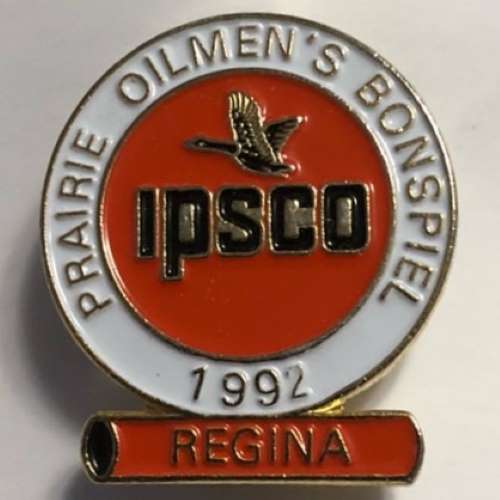 PRAIRIE OILMEN'S BONSPIEL
IPSCO
1992
REGINA